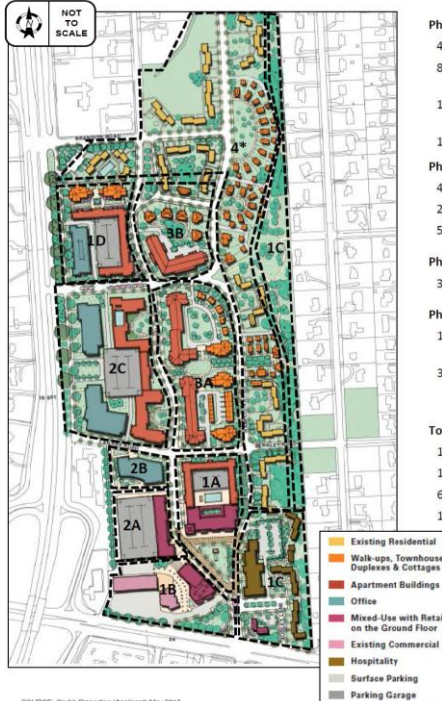 NOT
TO
SCALE
N
4*
1D
3B
1C
2C
3A
2B
1A
2A
1B
1C
Ph
4
8
1
1
Ph
4
2
5
Ph
3
Ph
1
3
To
1
1
6
1
Existing Residential
Walk-ups, Townhouse
Duplexes & Cottages
Apartment Buildings
Office
Mixed-Use with Retai
on the Ground Floor
Existing Commercial
Hospitality
Surface Parking
Parking Garage